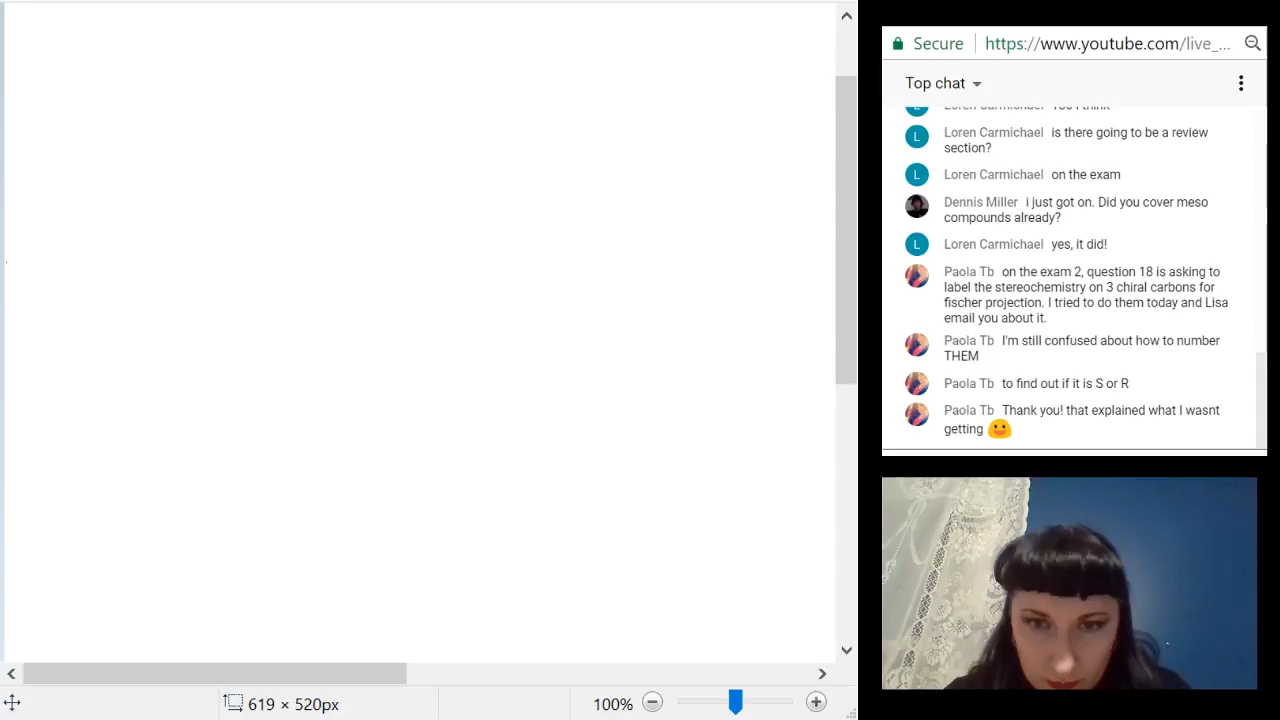 Secure https://www.youtube.com/live_...
Top chat
Loren Carmichael is there going to be a review
section?
Loren Carmichael on the exam
Dennis Miller i just got on. Did you cover meso
compounds already?
Loren Carmichael yes, it did!
Paola Tb on the exam 2, question 18 is asking to
label the stereochemistry on 3 chiral carbons for
fischer projection. I tried to do them today and Lisa
email you about it.
Paola Tb I'm still confused about how to number
THEM
Paola Tb to find out if it is S or R
Paola Tb Thank you! that explained what I wasnt
getting
619 × 520px 100%